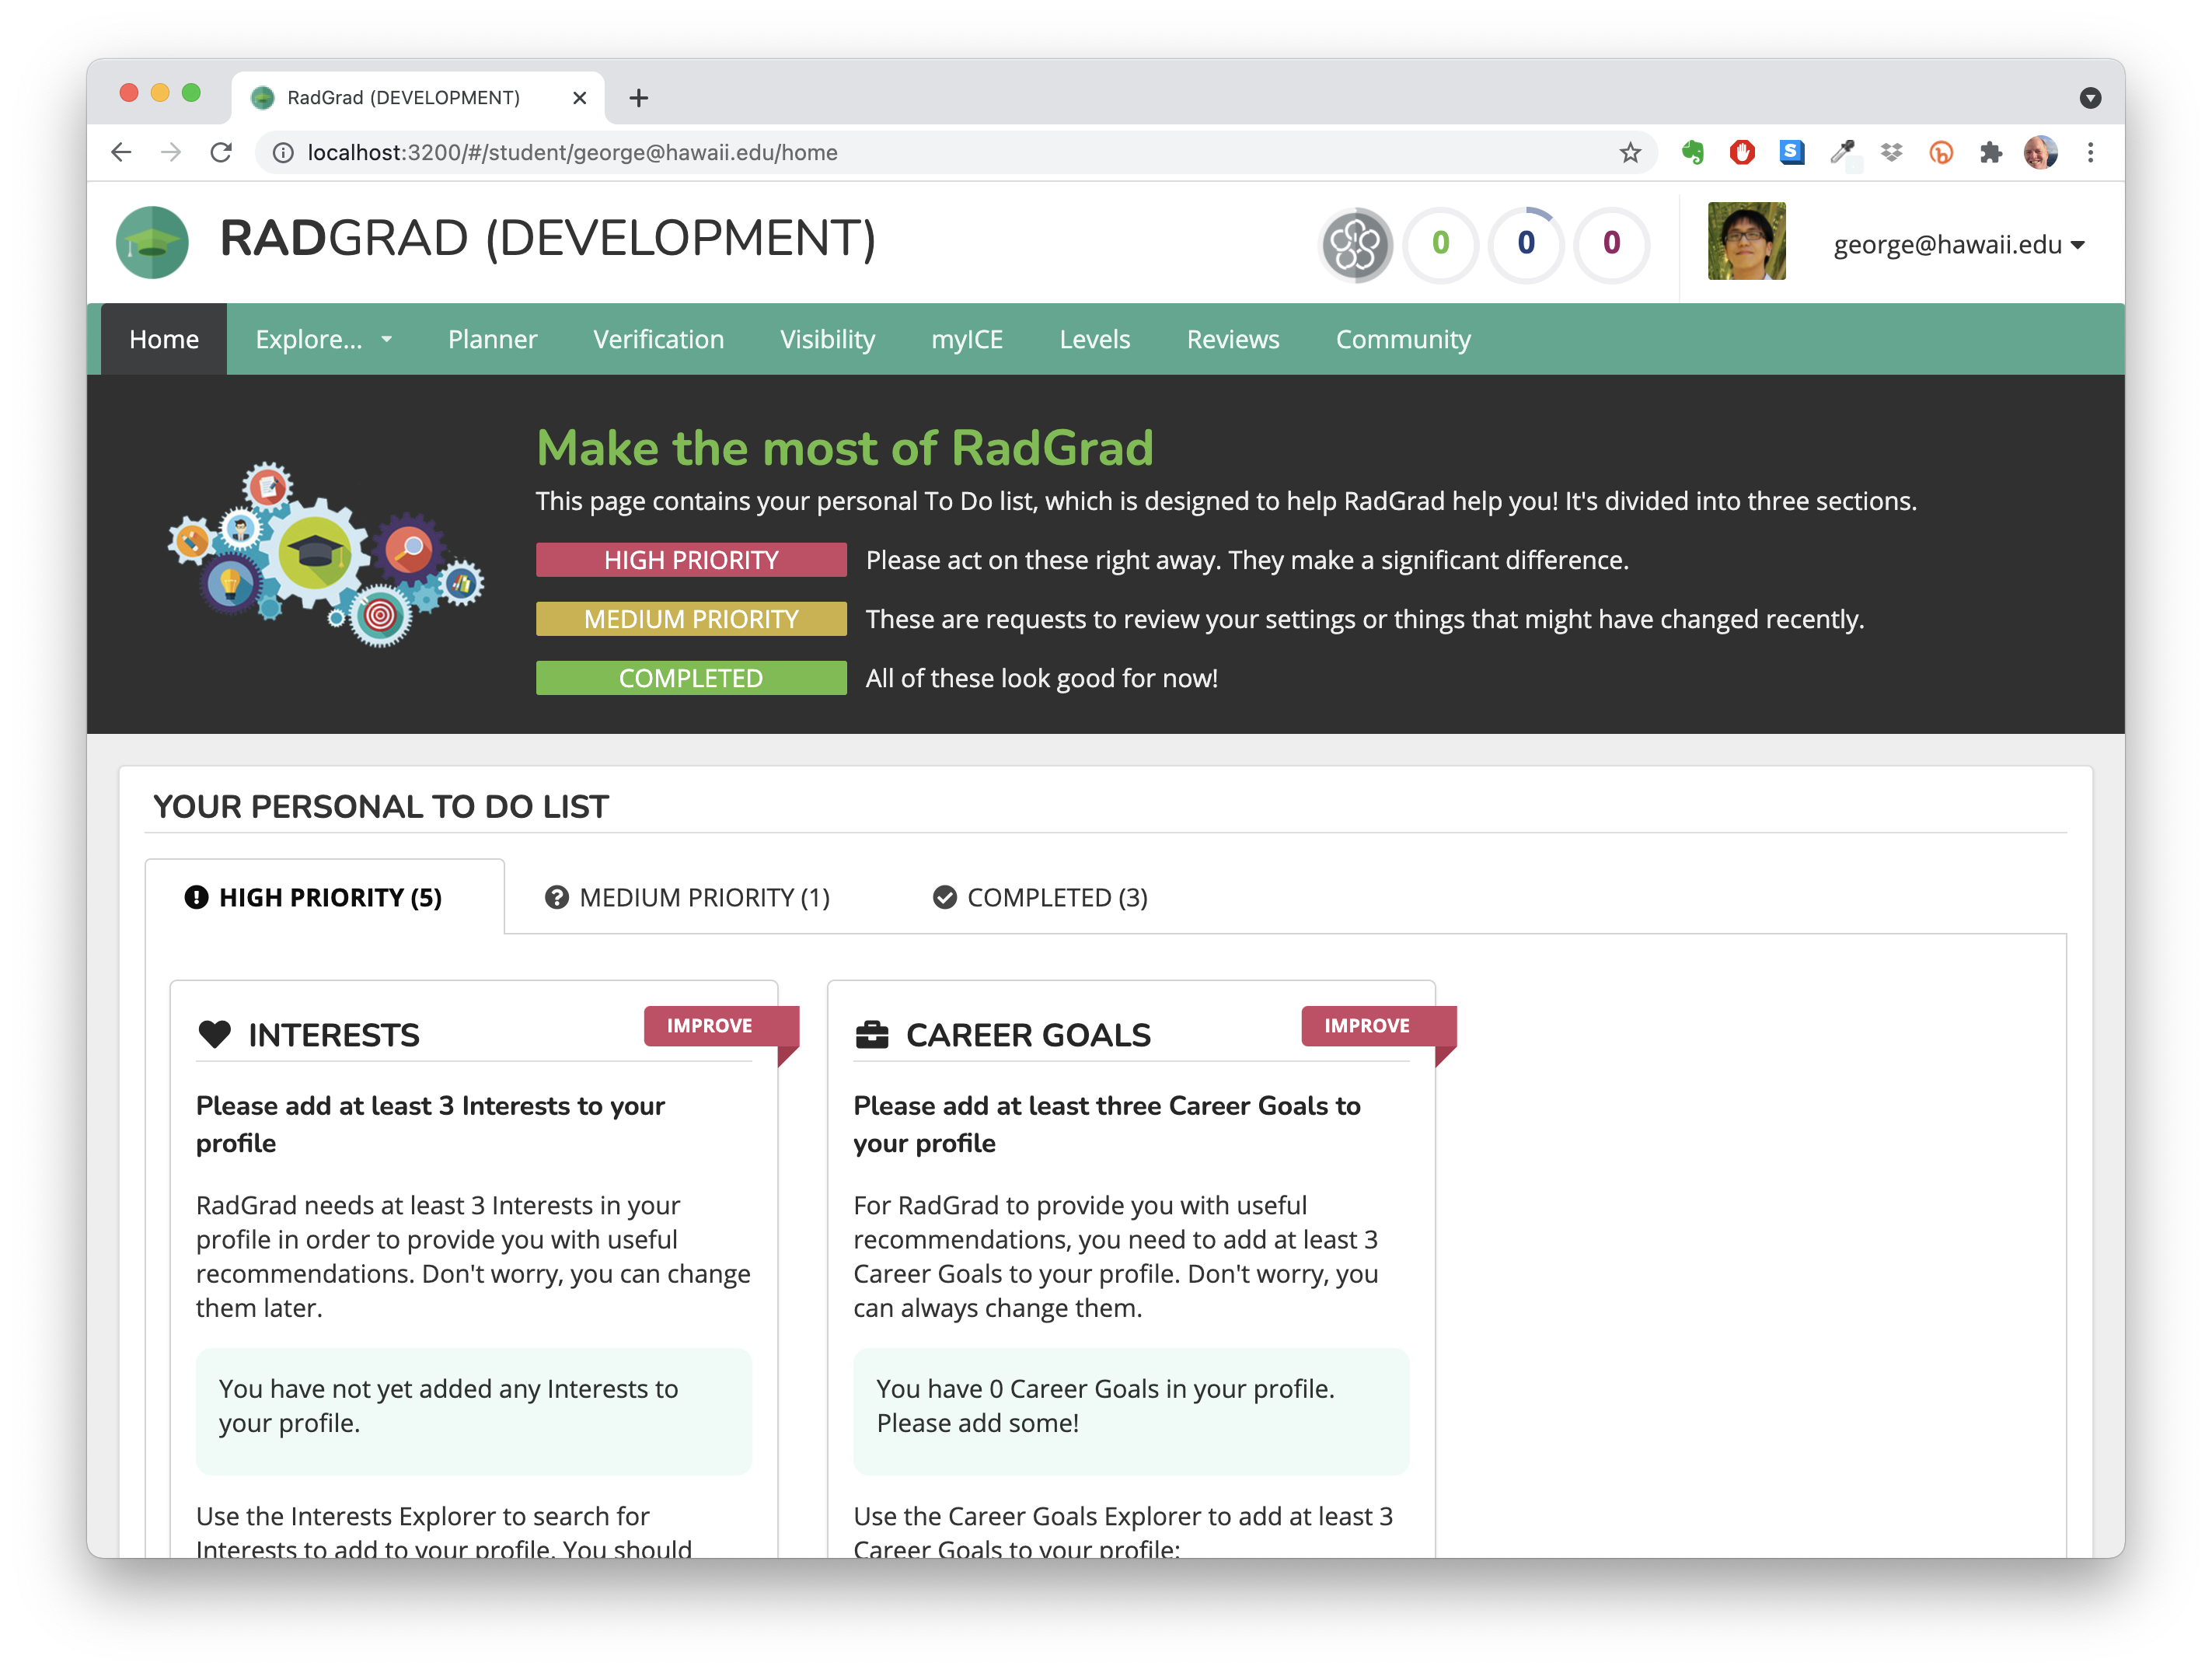 RadGrad (DEVELOPMENT)
localhost:3200/#/student/george@hawaii.edu/home
S
RADGRAD (DEVELOPMENT)
0 0 0
george@hawaii.edu
Home Explore... Planner Verification Visibility myICE Levels Reviews Community
Make the most of RadGrad
This page contains your personal To Do list, which is designed to help RadGrad help you! It's divided into three sections.
HIGH PRIORITY Please act on these right away. They make a significant difference.
MEDIUM PRIORITY These are requests to review your settings or things that might have changed recently.
COMPLETED All of these look good for now!
YOUR PERSONAL TO DO LIST
HIGH PRIORITY (5) MEDIUM PRIORITY (1) COMPLETED (3)
INTERESTS
IMPROVE
Please add at least 3 Interests to your
profile
RadGrad needs at least 3 Interests in your
profile in order to provide you with useful
recommendations. Don't worry, you can change
them later.
You have not yet added any Interests to
your profile.
Use the Interests Explorer to search for
Interests to add to your profile. You should
CAREER GOALS
IMPROVE
Please add at least three Career Goals to
your profile
For RadGrad to provide you with useful
recommendations, you need to add at least 3
Career Goals to your profile. Don't worry, you
can always change them.
You have 0 Career Goals in your profile.
Please add some!
Use the Career Goals Explorer to add at least 3
Career Goals to your profile: